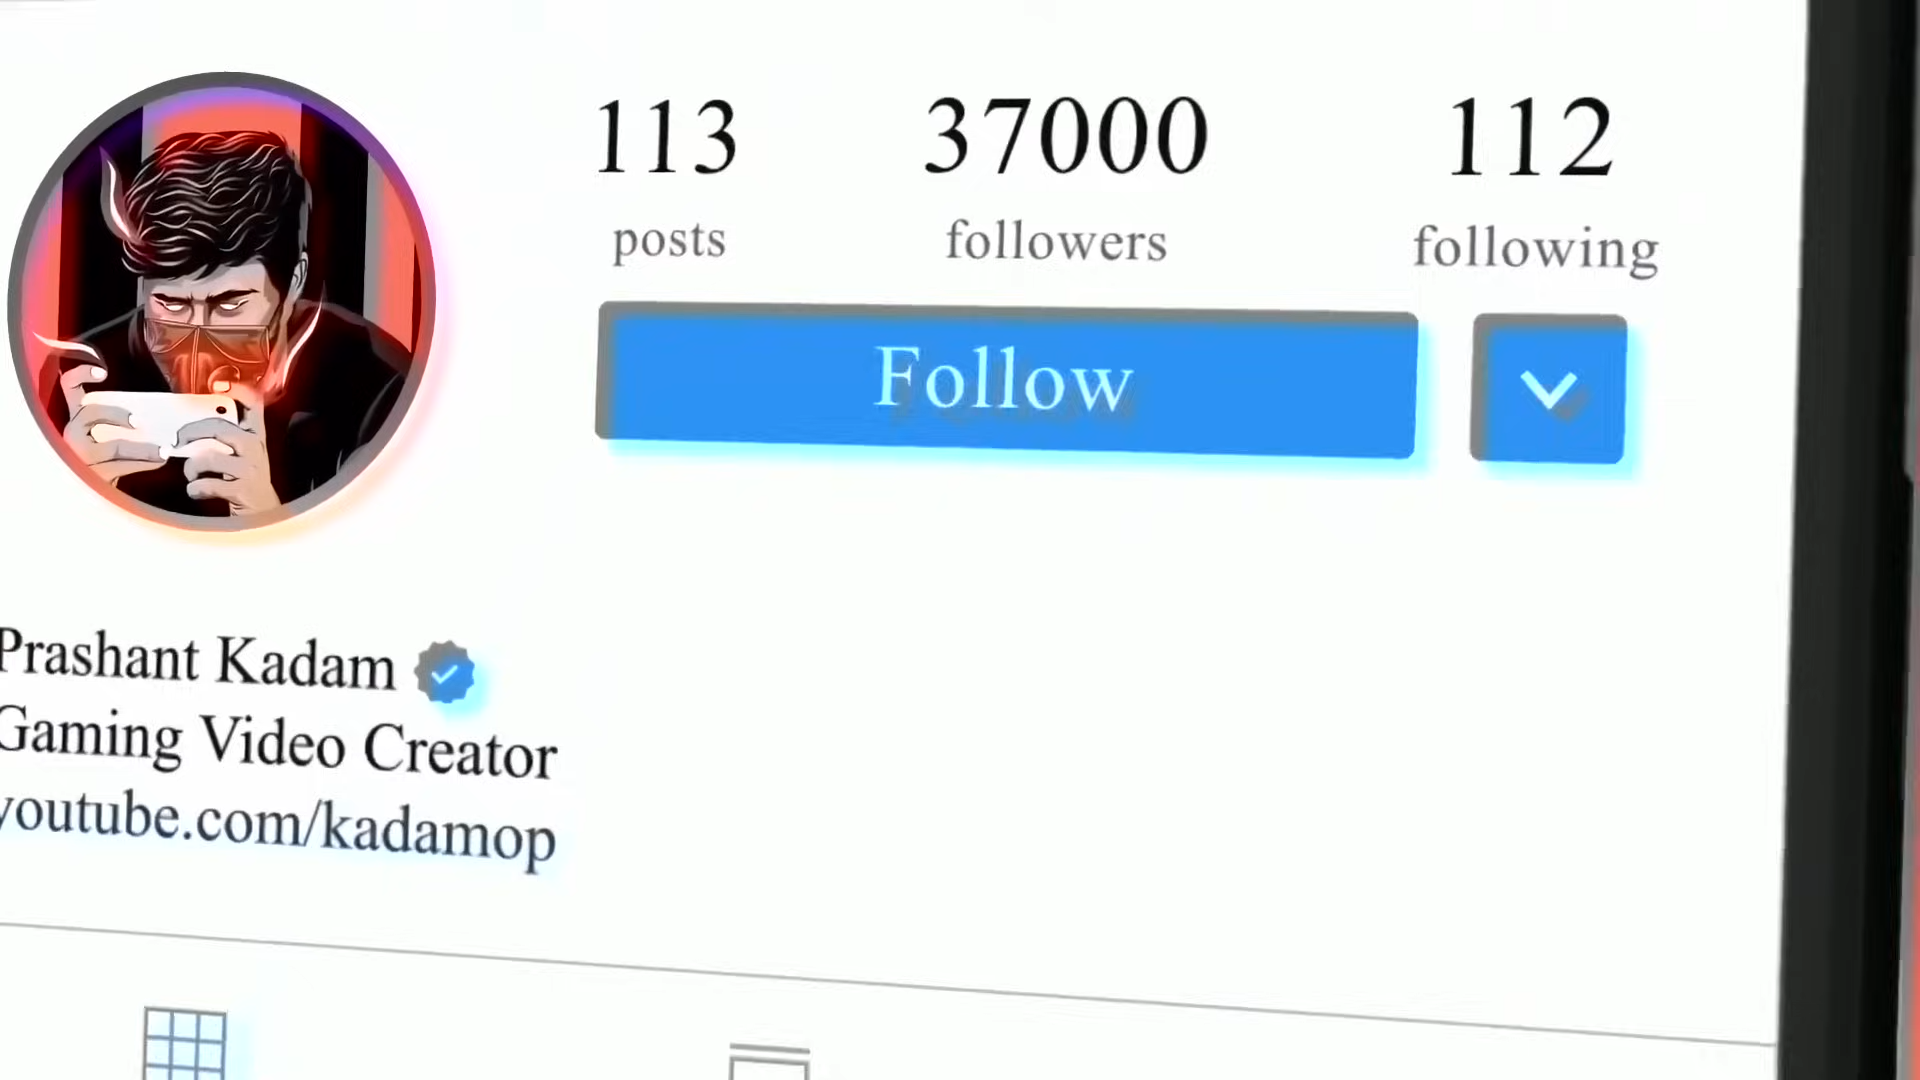 113 37000 112
posts followers following
Follow
Prashant Kadam
Gaming Video Creator
youtube.com/kadamop